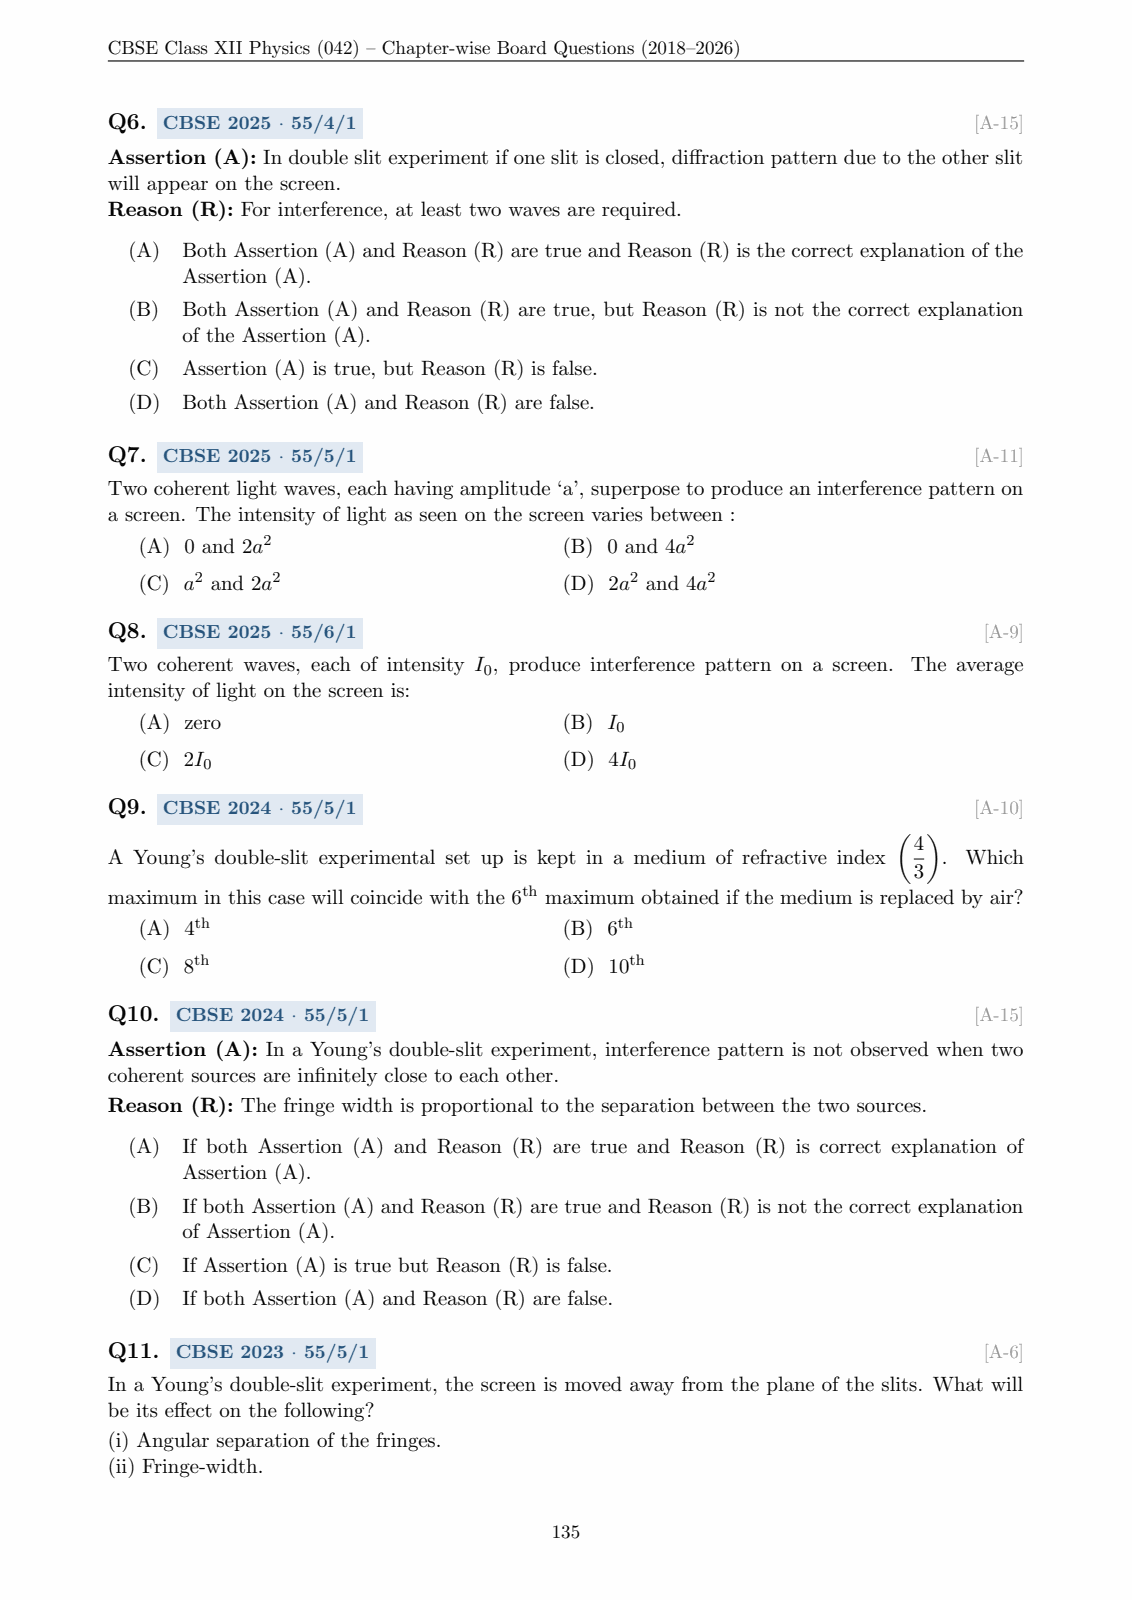 CBSE Class XII Physics (042) – Chapter-wise Board Questions (2018–2026)
Q6. CBSE 2025 · 55/4/1 [A-15]
Assertion (A): In double slit experiment if one slit is closed, diffraction pattern due to the other slit
will appear on the screen.
Reason (R): For interference, at least two waves are required.
(A) Both Assertion (A) and Reason (R) are true and Reason (R) is the correct explanation of the
Assertion (A).
(B) Both Assertion (A) and Reason (R) are true, but Reason (R) is not the correct explanation
of the Assertion (A).
(C) Assertion (A) is true, but Reason (R) is false.
(D) Both Assertion (A) and Reason (R) are false.
Q7. CBSE 2025 · 55/5/1 [A-11]
Two coherent light waves, each having amplitude ‘a’, superpose to produce an interference pattern on
a screen. The intensity of light as seen on the screen varies between :
(A) 0 and 2a² (B) 0 and 4a²
(C) a² and 2a² (D) 2a² and 4a²
Q8. CBSE 2025 · 55/6/1 [A-9]
Two coherent waves, each of intensity I₀, produce interference pattern on a screen. The average
intensity of light on the screen is:
(A) zero (B) I₀
(C) 2I₀ (D) 4I₀
Q9. CBSE 2024 · 55/5/1 [A-10]
A Young’s double-slit experimental set up is kept in a medium of refractive index (4/3). Which
maximum in this case will coincide with the 6th maximum obtained if the medium is replaced by air?
(A) 4th (B) 6th
(C) 8th (D) 10th
Q10. CBSE 2024 · 55/5/1 [A-15]
Assertion (A): In a Young’s double-slit experiment, interference pattern is not observed when two
coherent sources are infinitely close to each other.
Reason (R): The fringe width is proportional to the separation between the two sources.
(A) If both Assertion (A) and Reason (R) are true and Reason (R) is correct explanation of
Assertion (A).
(B) If both Assertion (A) and Reason (R) are true and Reason (R) is not the correct explanation
of Assertion (A).
(C) If Assertion (A) is true but Reason (R) is false.
(D) If both Assertion (A) and Reason (R) are false.
Q11. CBSE 2023 · 55/5/1 [A-6]
In a Young’s double-slit experiment, the screen is moved away from the plane of the slits. What will
be its effect on the following?
(i) Angular separation of the fringes.
(ii) Fringe-width.
135